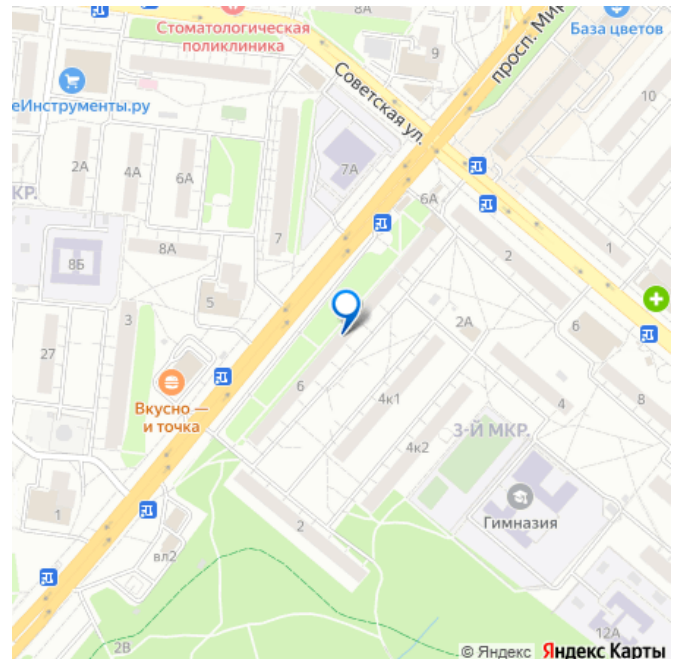 8А
Стоматологическая
поликлиника
9
просп. Мир
База цветов
еИнструменты.ру
Советская ул.
10
2А
4А
6А
7А
КР.
6А
7
8А
2
1
8Б
5
3
2А
6
27
6
4к1
4
8
Вкусно —
и точка
4к2
3-Й МКР.
1
2
Гимназия
вл2
2В
12А
© Яндекс Яндекс Карты